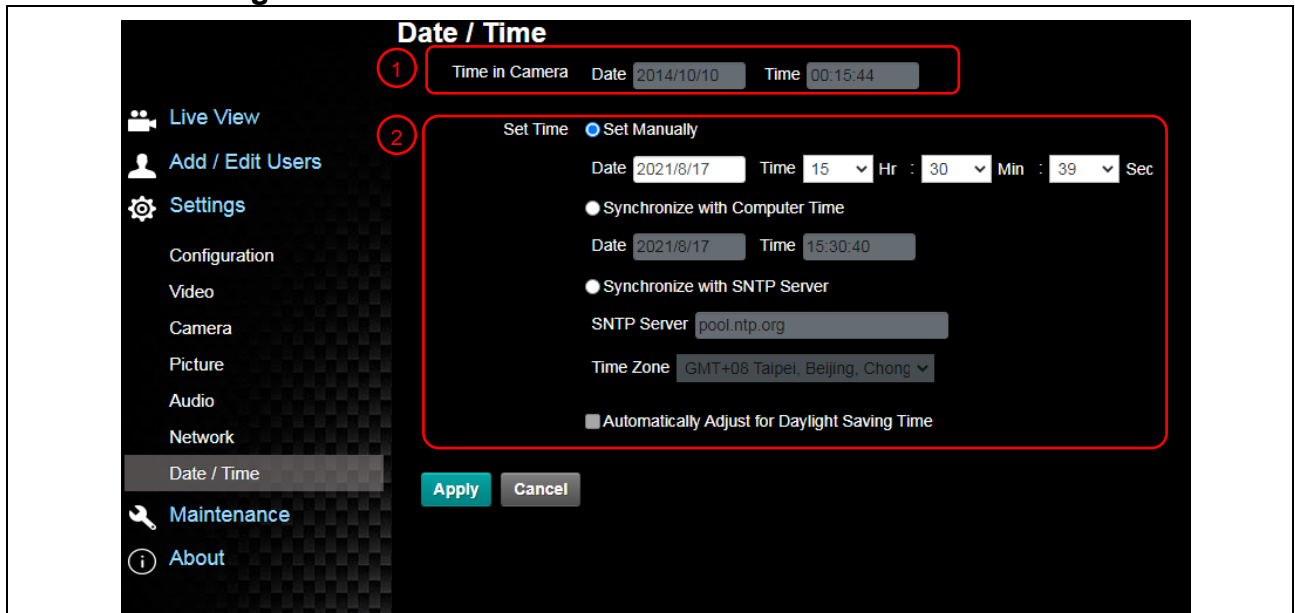 Date / Time
1
Time in Camera Date 2014/10/10 Time 00:15:44
Live View
Add / Edit Users
Settings
Configuration
Video
Camera
Picture
Audio
Network
Date / Time
Maintenance
About
2
Set Time Set Manually
Date 2021/8/17 Time 15 Hr : 30 Min : 39 Sec
Synchronize with Computer Time
Date 2021/8/17 Time 15:30:40
Synchronize with SNTP Server
SNTP Server pool.ntp.org
Time Zone GMT+08 Taipei, Beijing, Chong
Automatically Adjust for Daylight Saving Time
Apply Cancel